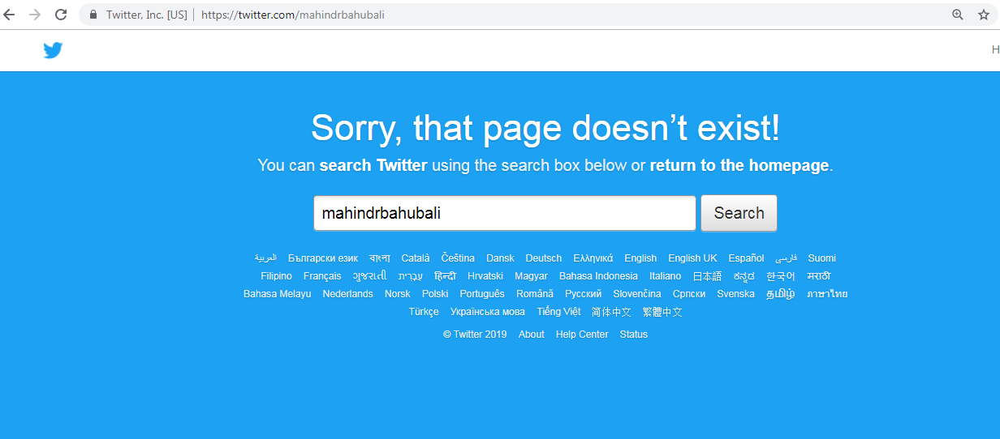 Twitter, Inc. [US] | https://twitter.com/mahindrbahubali
H
Sorry, that page doesn’t exist!
You can search Twitter using the search box below or return to the homepage.
mahindrbahubali Search
العربية Български език বাংলা Català Čeština Dansk Deutsch Ελληνικά English English UK Español فارسی Suomi
Filipino Français ગુજરાતી עִבְרִית हिन्दी Hrvatski Magyar Bahasa Indonesia Italiano 日本語 ಕನ್ನಡ 한국어 मराठी
Bahasa Melayu Nederlands Norsk Polski Português Română Русский Slovenčina Српски Svenska தமிழ் ภาษาไทย
Türkçe Українська мова Tiếng Việt 简体中文 繁體中文
© Twitter 2019 About Help Center Status